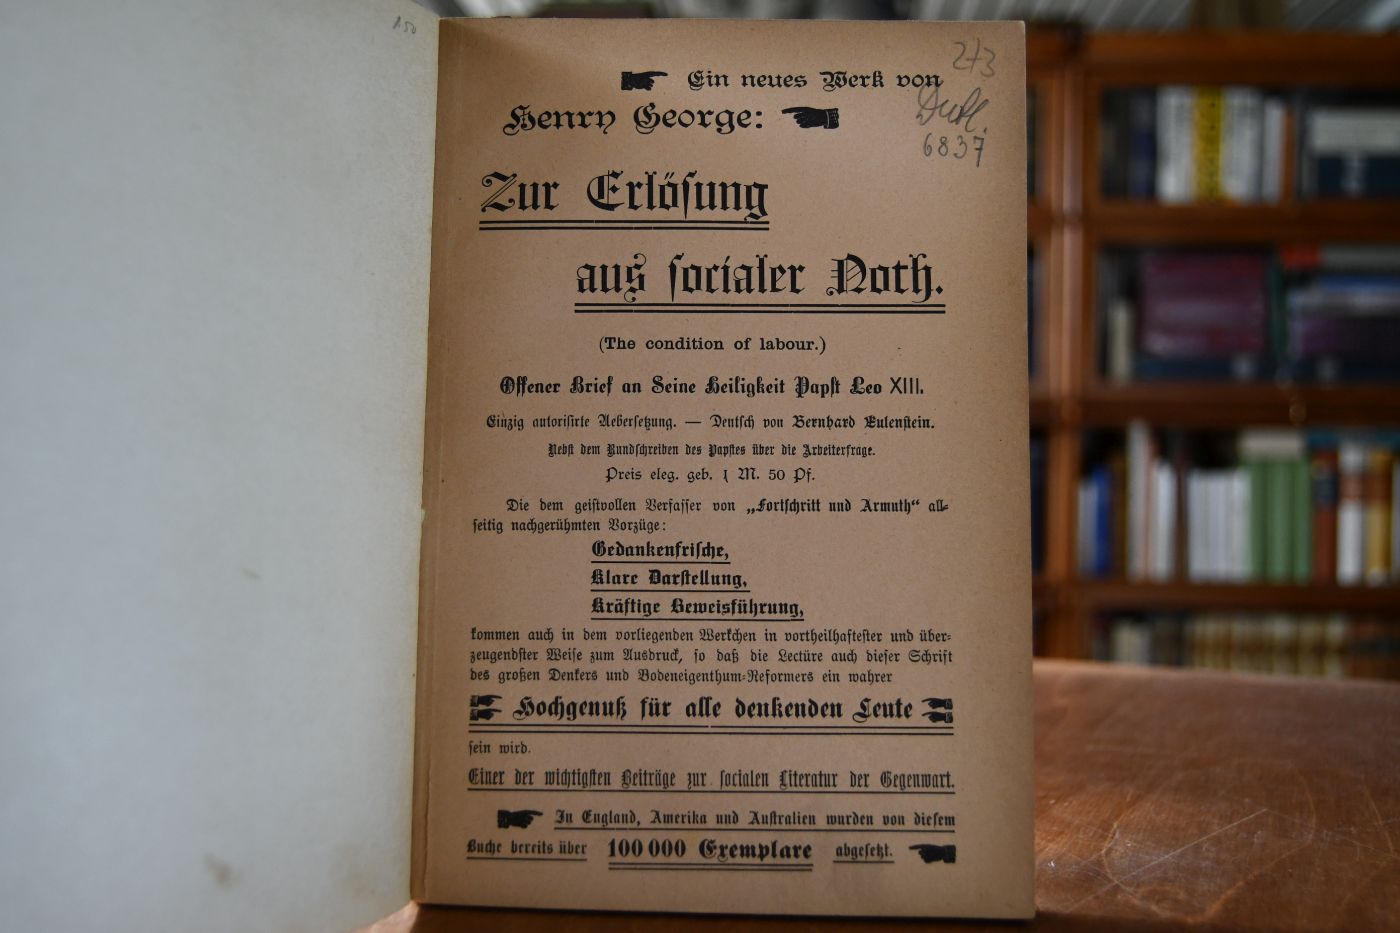 150
2+3
Ein neues Werk von
Henry George:
6837
Zur Erlöſung
aus ſocialer Noth.
(The condition of labour.)
Offener Brief an Seine Heiligkeit Papſt Leo XIII.
Einzig autoriſirte Ueberſetzung. — Deutſch von Bernhard Eulenſtein.
Nebſt dem Rundſchreiben des Papſtes über die Arbeiterfrage.
Preis eleg. geb. 1 M. 50 Pf.
Die dem geiſtvollen Verfaſſer von „Fortſchritt und Armuth“ all-
ſeitig nachgerühmten Vorzüge:
Gedankenfriſche,
Klare Darſtellung,
Kräftige Beweisführung,
kommen auch in dem vorliegenden Werkchen in vortheilhafteſter und über-
zeugendſter Weiſe zum Ausdruck, ſo daß die Lectüre auch dieſer Schrift
des großen Denkers und Bodeneigenthum-Reformers ein wahrer
Hochgenuß für alle denkenden Leute
ſein wird.
Einer der wichtigſten Beiträge zur ſocialen Literatur der Gegenwart.
In England, Amerika und Auſtralien wurden von dieſem
Buche bereits über 100 000 Exemplare abgeſetzt.